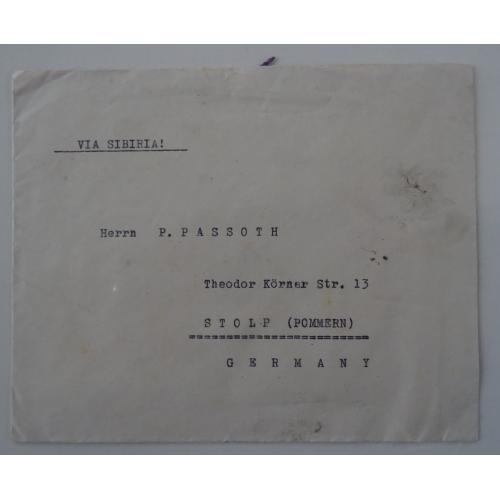 VIA SIBIRIA!
Herrn P. PASSOTH
Theodor Körner Str. 13
STOLP (POMMERN)
GERMANY